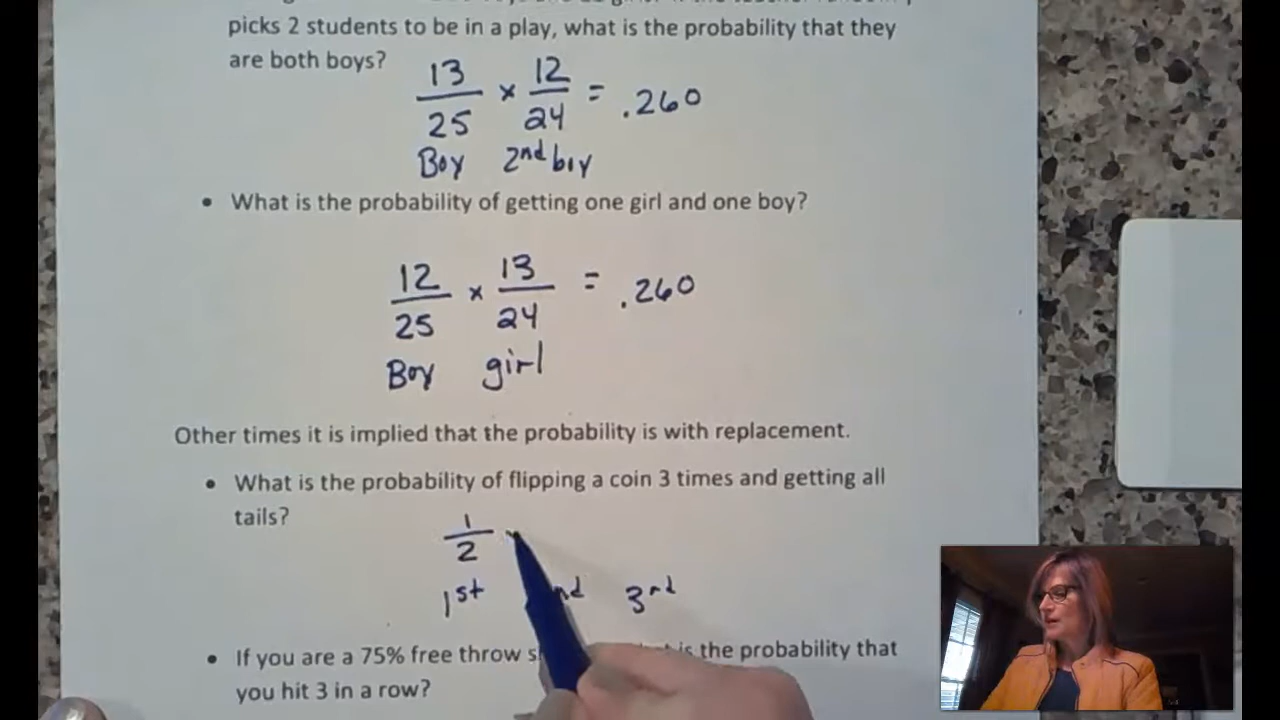 picks 2 students to be in a play, what is the probability that they
are both boys?
13/25 × 12/24 = .260
Boy 2nd boy
• What is the probability of getting one girl and one boy?
12/25 × 13/24 = .260
Boy girl
Other times it is implied that the probability is with replacement.
• What is the probability of flipping a coin 3 times and getting all
tails?
1/2
1st nd 3rd
• If you are a 75% free throw is the probability that
you hit 3 in a row?